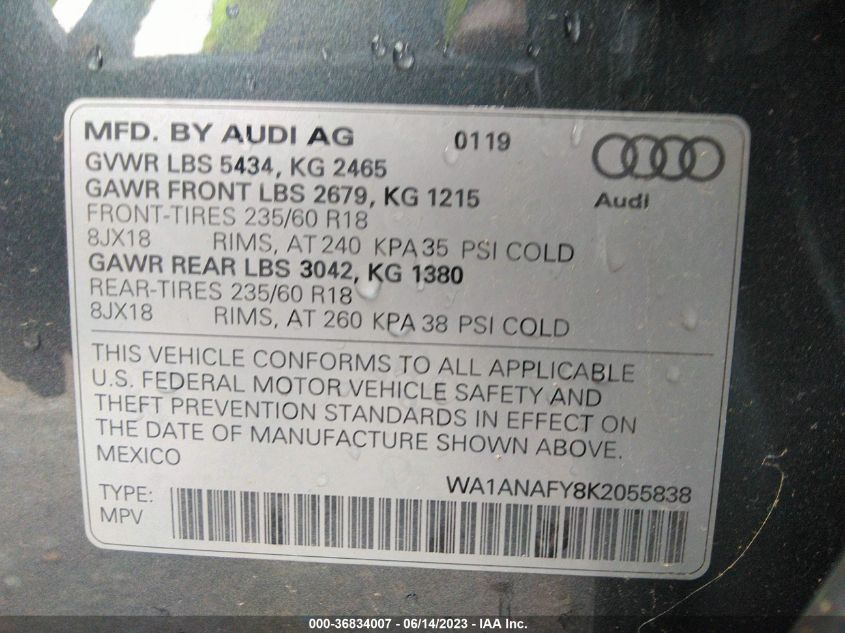 MFD. BY AUDI AG 0119
GVWR LBS 5434, KG 2465
GAWR FRONT LBS 2679, KG 1215
Audi
FRONT-TIRES 235/60 R18
8JX18 RIMS, AT 240 KPA 35 PSI COLD
GAWR REAR LBS 3042, KG 1380
REAR-TIRES 235/60 R18
8JX18 RIMS, AT 260 KPA 38 PSI COLD
THIS VEHICLE CONFORMS TO ALL APPLICABLE
U.S. FEDERAL MOTOR VEHICLE SAFETY AND
THEFT PREVENTION STANDARDS IN EFFECT ON
THE DATE OF MANUFACTURE SHOWN ABOVE.
MEXICO
WA1ANAFY8K2055838
TYPE:
MPV
000-36834007 - 06/14/2023 - IAA Inc.